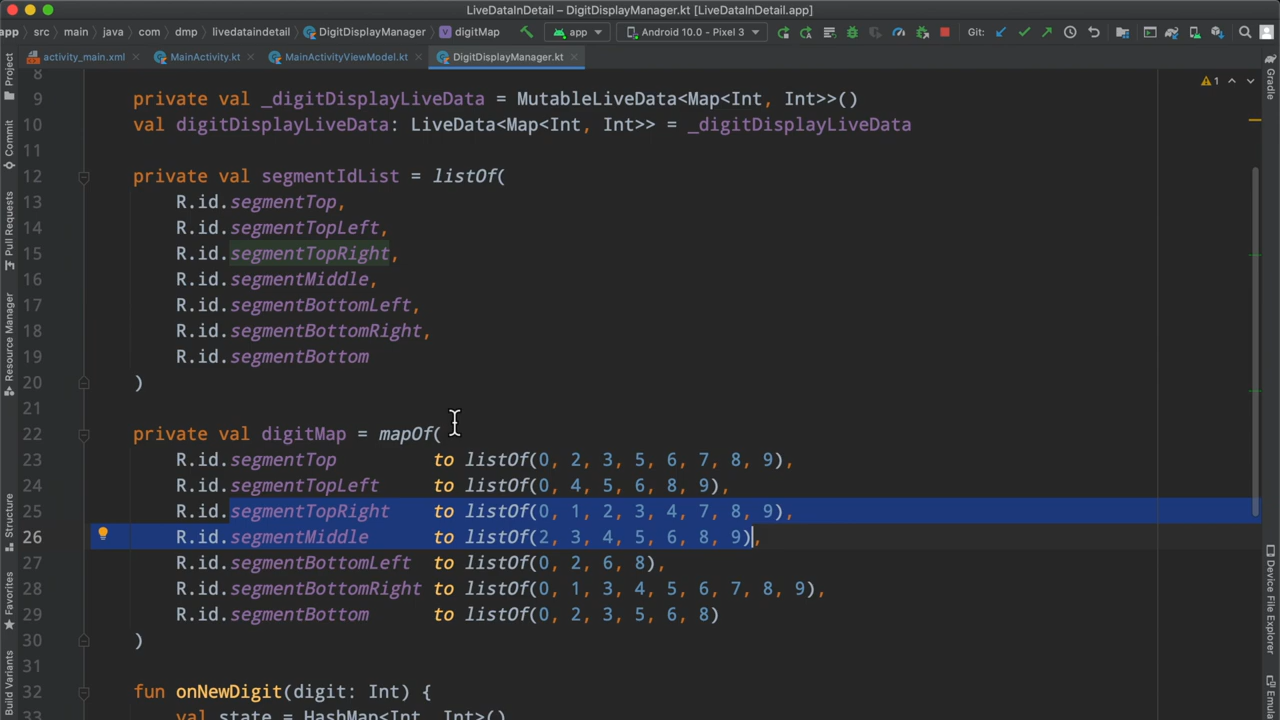 LiveDataInDetail – DigitDisplayManager.kt [LiveDataInDetail.app]
app src main java com dmp livedataindetail DigitDisplayManager digitMap app Android 10.0 - Pixel 3 Git:
activity_main.xml MainActivity.kt MainActivityViewModel.kt DigitDisplayManager.kt
Project
Commit
Pull Requests
Resource Manager
Structure
Favorites
Build Variants
8
1
9 private val _digitDisplayLiveData = MutableLiveData<Map<Int, Int>>()
10 val digitDisplayLiveData: LiveData<Map<Int, Int>> = _digitDisplayLiveData
11
12 private val segmentIdList = listOf(
13 R.id.segmentTop,
14 R.id.segmentTopLeft,
15 R.id.segmentTopRight,
16 R.id.segmentMiddle,
17 R.id.segmentBottomLeft,
18 R.id.segmentBottomRight,
19 R.id.segmentBottom
20 )
21
22 private val digitMap = mapOf(
23 R.id.segmentTop to listOf(0, 2, 3, 5, 6, 7, 8, 9),
24 R.id.segmentTopLeft to listOf(0, 4, 5, 6, 8, 9),
25 R.id.segmentTopRight to listOf(0, 1, 2, 3, 4, 7, 8, 9),
26 R.id.segmentMiddle to listOf(2, 3, 4, 5, 6, 8, 9),
27 R.id.segmentBottomLeft to listOf(0, 2, 6, 8),
28 R.id.segmentBottomRight to listOf(0, 1, 3, 4, 5, 6, 7, 8, 9),
29 R.id.segmentBottom to listOf(0, 2, 3, 5, 6, 8)
30 )
31
32 fun onNewDigit(digit: Int) {
val state = HashMap<Int, Int>()
Gradle
Device File Explorer